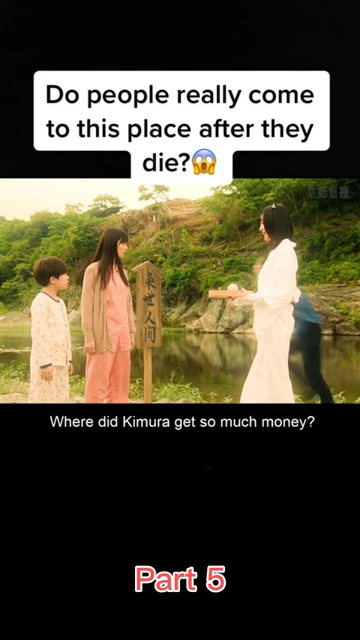 Do people really come
to this place after they
die?😱
来世人间
Where did Kimura get so much money?
Part 5